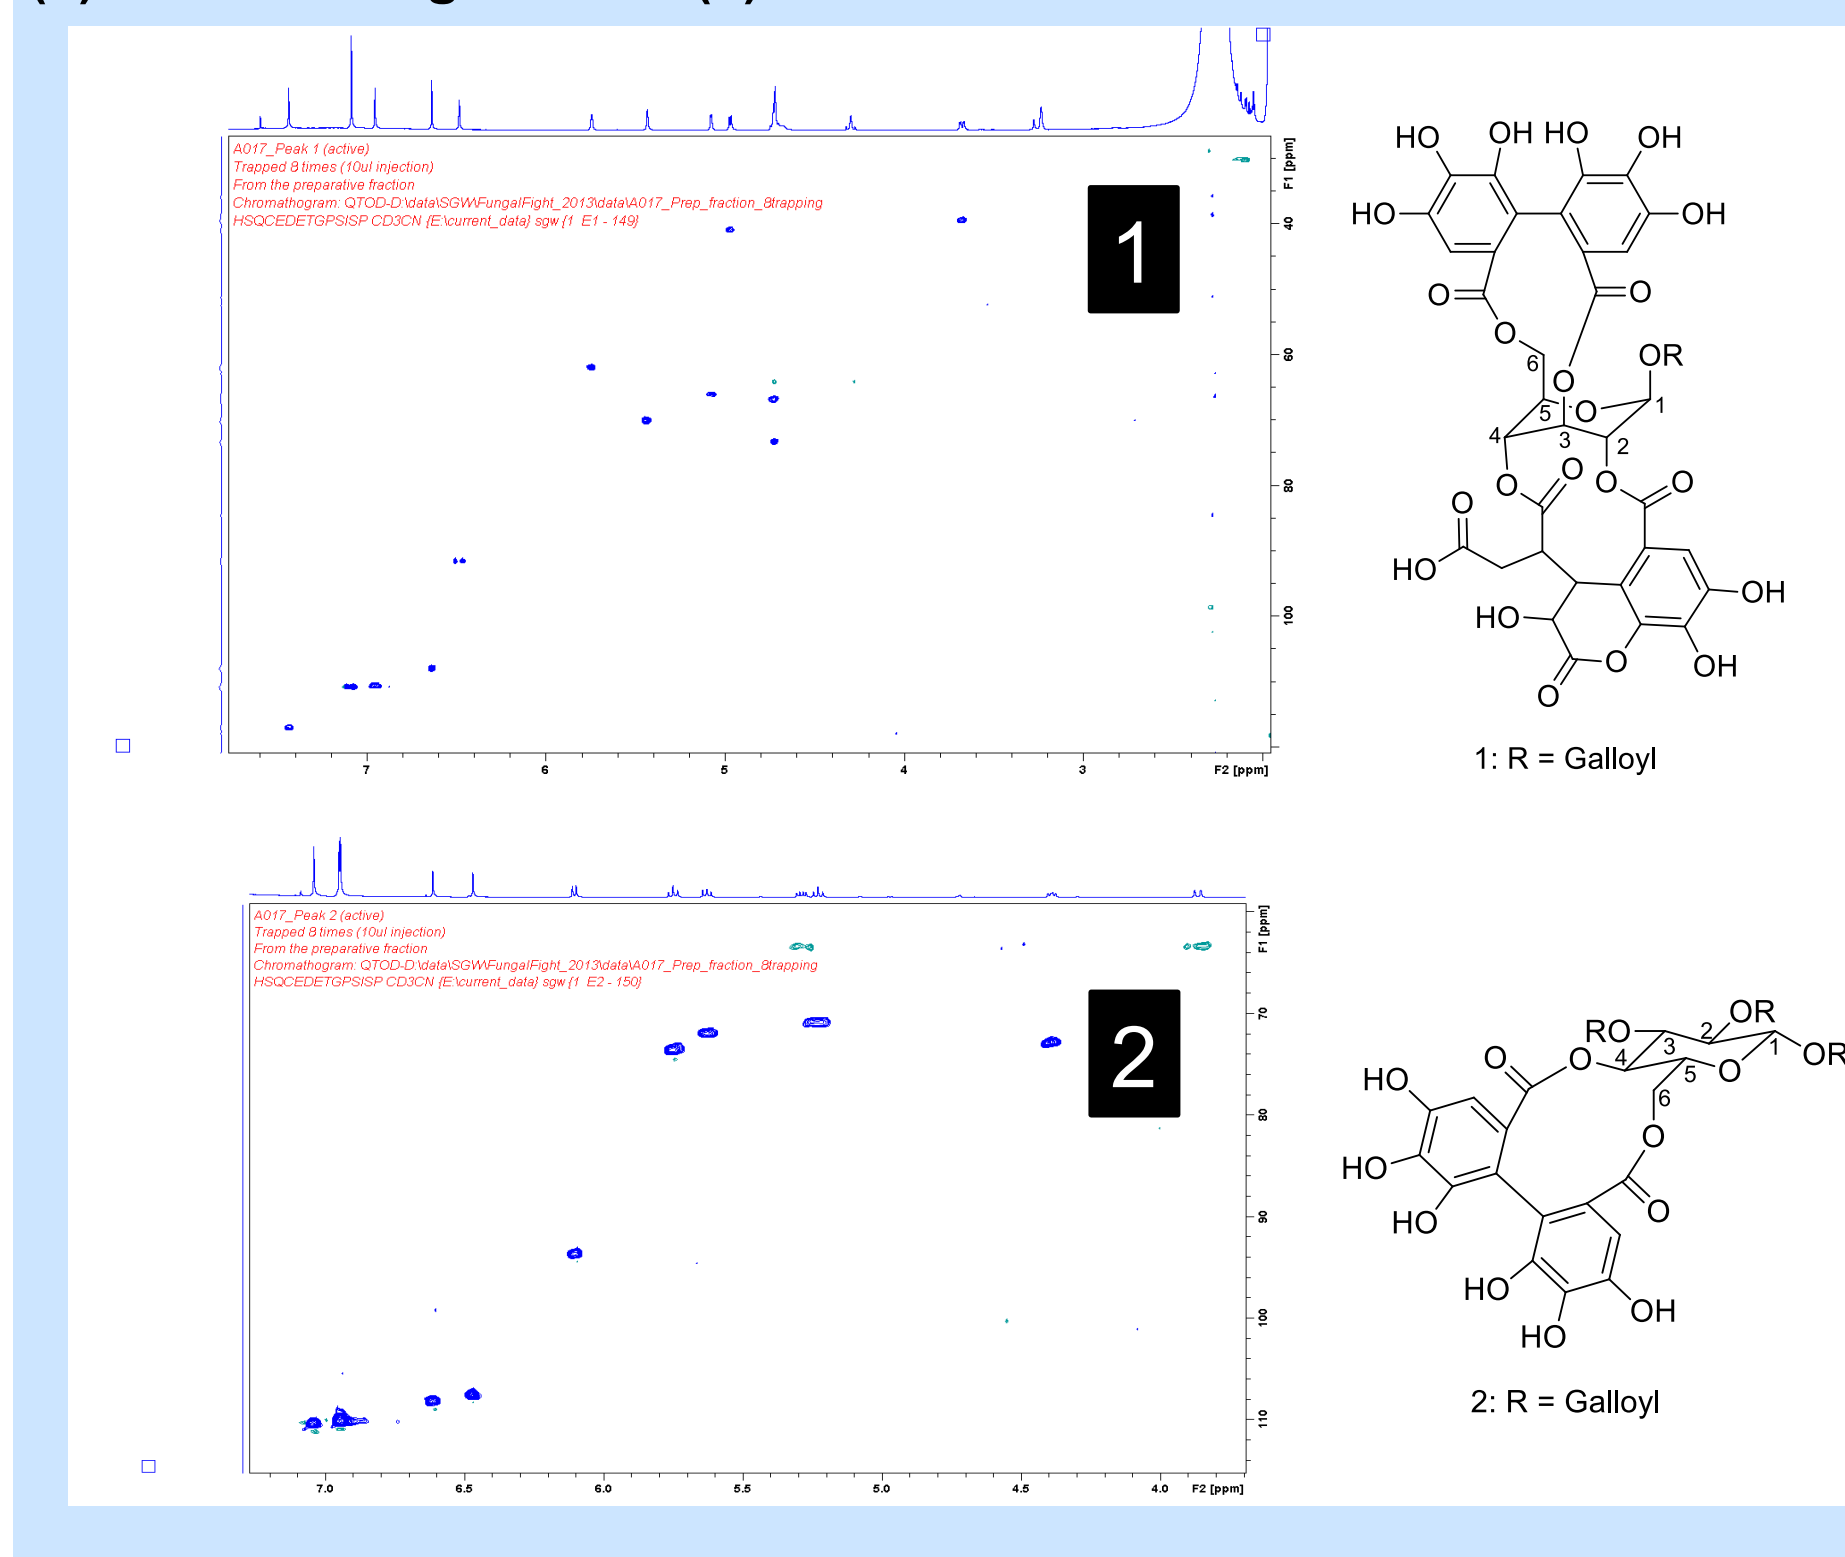 A017_Peak 1 (active)
Trapped 8 times (10ul injection)
From the preparative fraction
Chromathogram: QTOD-D:\data\SGW\FungalFight_2013\data\A017_Prep_fraction_8trapping
HSQCEDETGPSISP CD3CN {E:\current_data} sgw {1 E1 - 149}
1
F1 [ppm]
40
60
80
100
7 6 5 4 3 F2 [ppm]
HO OH HO OH
HO OH
O O
O
6 O OR
5 O 1
4 3 2
O O O O
O
HO
HO OH
O OH
O
1: R = Galloyl
A017_Peak 2 (active)
Trapped 8 times (10ul injection)
From the preparative fraction
Chromathogram: QTOD-D:\data\SGW\FungalFight_2013\data\A017_Prep_fraction_8trapping
HSQCEDETGPSISP CD3CN {E:\current_data} sgw {1 E2 - 150}
2
F1 [ppm]
70
80
90
100
110
7.0 6.5 6.0 5.5 5.0 4.5 4.0 F2 [ppm]
OR
RO 2 1
O O 4 3 OR
HO 5 O
6
O
HO
HO O
HO OH
HO
2: R = Galloyl